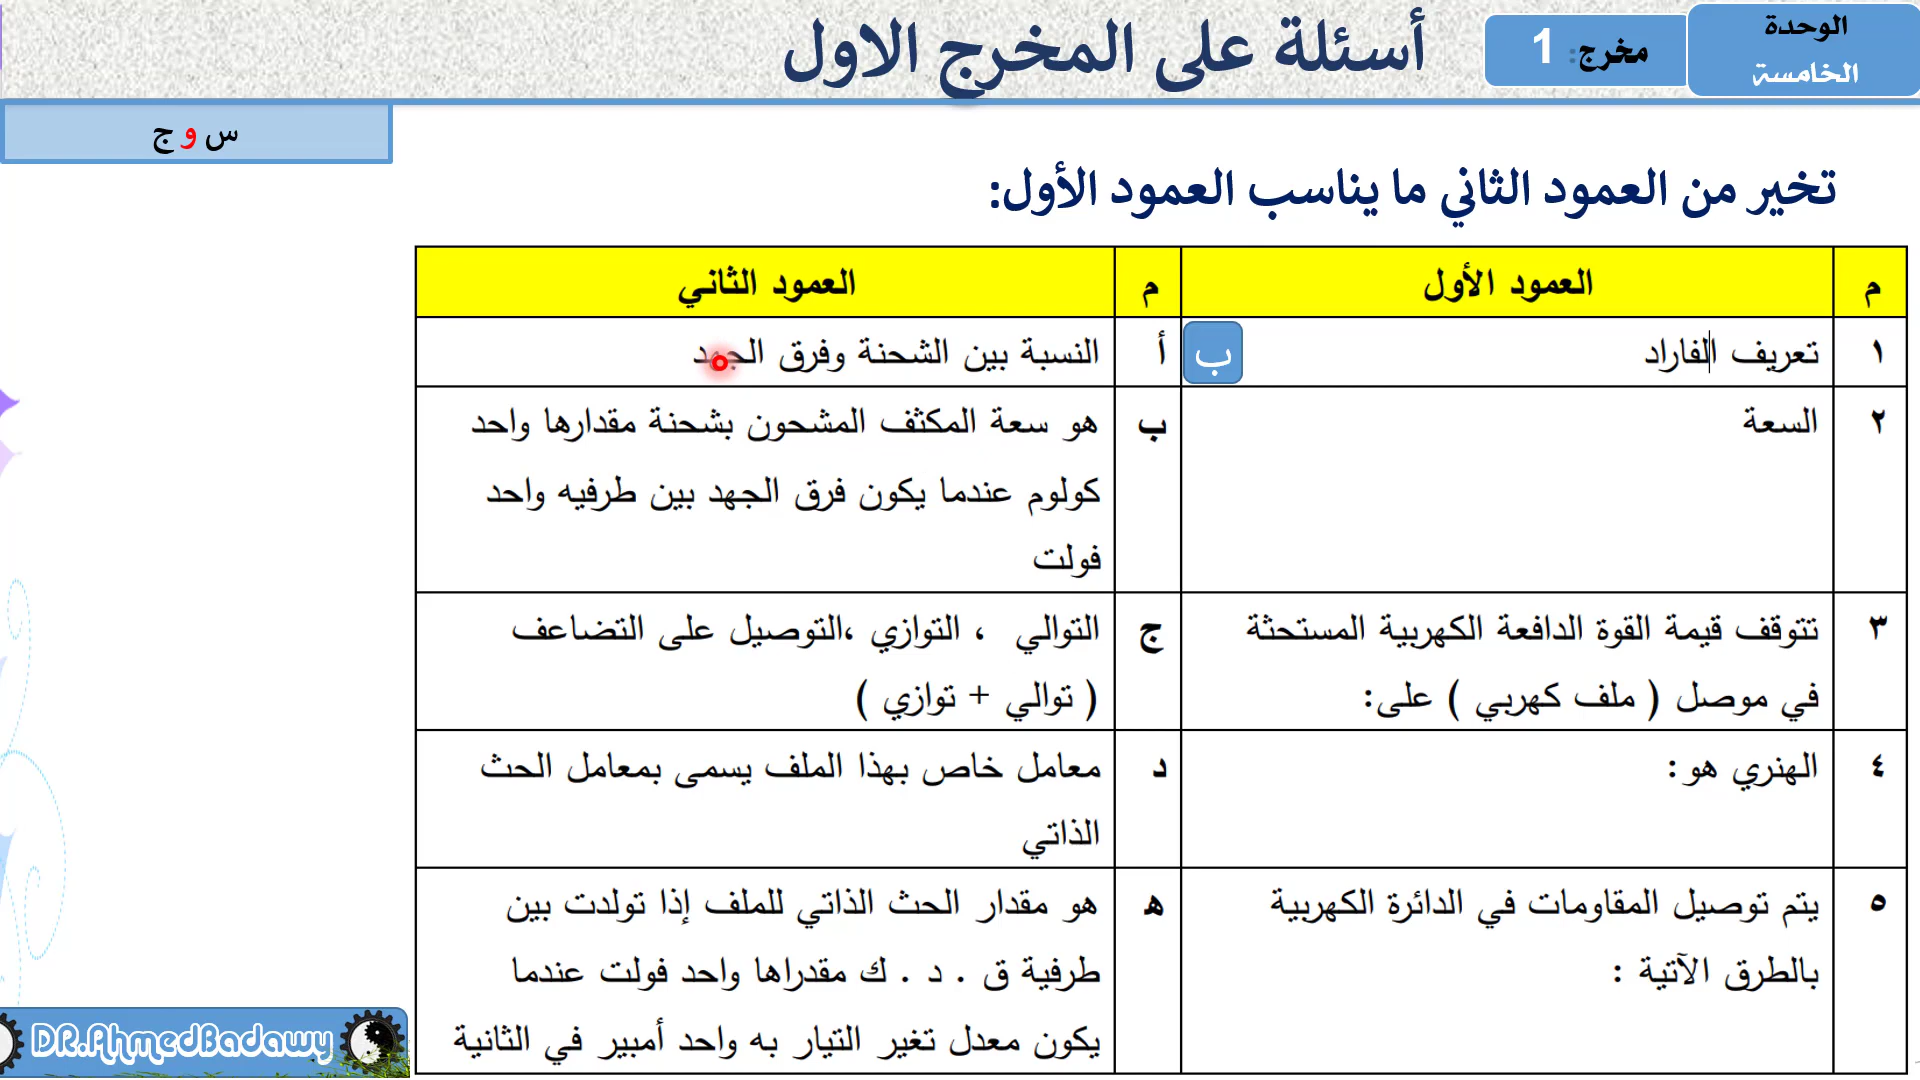 الوحدة
الخامسة
مخرج: 1
أسئلة على المخرج الاول
س و ج
تخير من العمود الثاني ما يناسب العمود الأول:
م العمود الأول م العمود الثاني
١ تعريف الفاراد ب أ النسبة بين الشحنة وفرق الجهد
٢ السعة ب هو سعة المكثف المشحون بشحنة مقدارها واحد
كولوم عندما يكون فرق الجهد بين طرفيه واحد
فولت
٣ تتوقف قيمة القوة الدافعة الكهربية المستحثة ج التوالي ، التوازي ،التوصيل على التضاعف
في موصل ( ملف كهربي ) على: ( توالي + توازي )
٤ الهنري هو: د معامل خاص بهذا الملف يسمى بمعامل الحث
الذاتي
٥ يتم توصيل المقاومات في الدائرة الكهربية ه هو مقدار الحث الذاتي للملف إذا تولدت بين
بالطرق الآتية : طرفية ق . د . ك مقدراها واحد فولت عندما
يكون معدل تغير التيار به واحد أمبير في الثانية
DR.AhmedBadawy